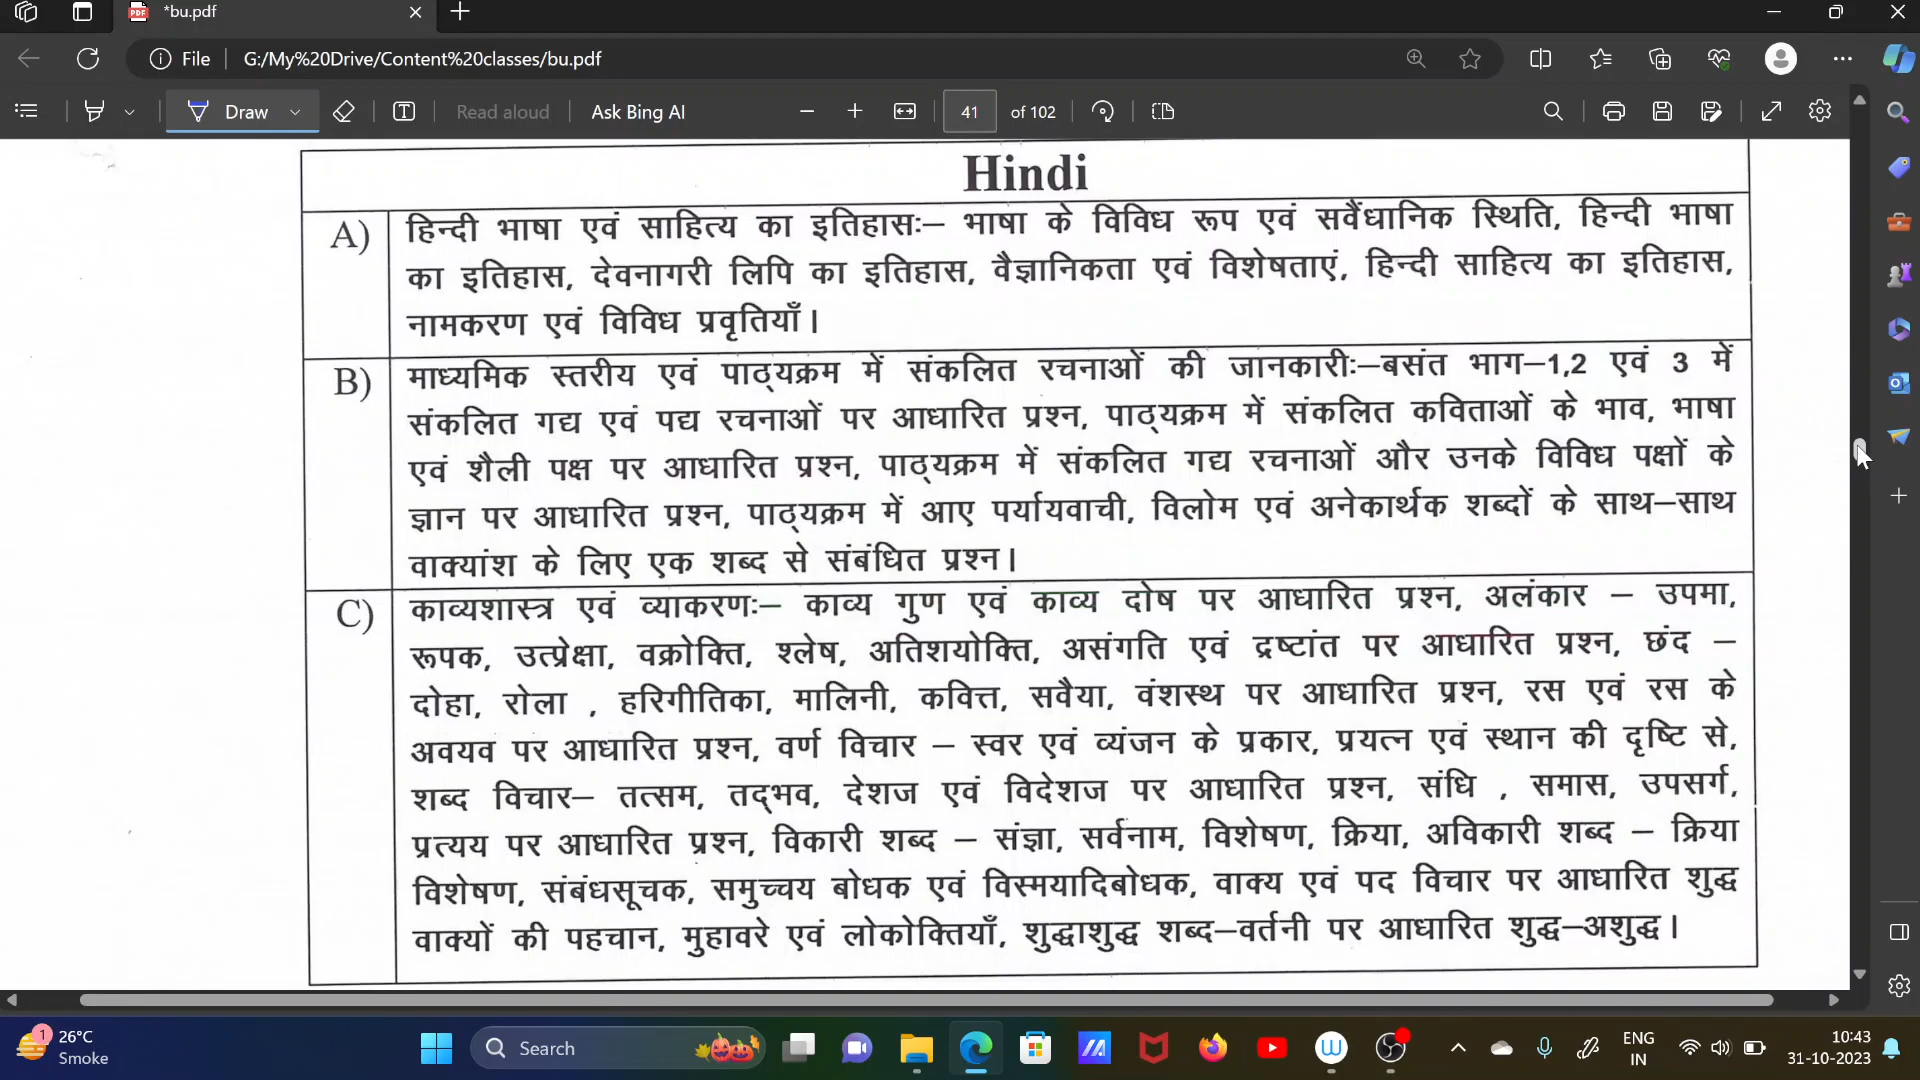 *bu.pdf
File
G:/My%20Drive/Content%20classes/bu.pdf
Draw
Read aloud
Ask Bing AI
41 of 102
Hindi
A) हिन्दी भाषा एवं साहित्य का इतिहासः– भाषा के विविध रूप एवं सवैंधानिक स्थिति, हिन्दी भाषा
का इतिहास, देवनागरी लिपि का इतिहास, वैज्ञानिकता एवं विशेषताएं, हिन्दी साहित्य का इतिहास,
नामकरण एवं विविध प्रवृतियाँ।
B) माध्यमिक स्तरीय एवं पाठ्यक्रम में संकलित रचनाओं की जानकारीः–बसंत भाग–1,2 एवं 3 में
संकलित गद्य एवं पद्य रचनाओं पर आधारित प्रश्न, पाठ्यक्रम में संकलित कविताओं के भाव, भाषा
एवं शैली पक्ष पर आधारित प्रश्न, पाठ्यक्रम में संकलित गद्य रचनाओं और उनके विविध पक्षों के
ज्ञान पर आधारित प्रश्न, पाठ्यक्रम में आए पर्यायवाची, विलोम एवं अनेकार्थक शब्दों के साथ–साथ
वाक्यांश के लिए एक शब्द से संबंधित प्रश्न।
C) काव्यशास्त्र एवं व्याकरणः– काव्य गुण एवं काव्य दोष पर आधारित प्रश्न, अलंकार – उपमा,
रूपक, उत्प्रेक्षा, वक्रोक्ति, श्लेष, अतिशयोक्ति, असंगति एवं द्रष्टांत पर आधारित प्रश्न, छंद –
दोहा, रोला , हरिगीतिका, मालिनी, कवित्त, सवैया, वंशस्थ पर आधारित प्रश्न, रस एवं रस के
अवयव पर आधारित प्रश्न, वर्ण विचार – स्वर एवं व्यंजन के प्रकार, प्रयत्न एवं स्थान की दृष्टि से,
शब्द विचार– तत्सम, तद्भव, देशज एवं विदेशज पर आधारित प्रश्न, संधि , समास, उपसर्ग,
प्रत्यय पर आधारित प्रश्न, विकारी शब्द – संज्ञा, सर्वनाम, विशेषण, क्रिया, अविकारी शब्द – क्रिया
विशेषण, संबंधसूचक, समुच्चय बोधक एवं विस्मयादिबोधक, वाक्य एवं पद विचार पर आधारित शुद्ध
वाक्यों की पहचान, मुहावरे एवं लोकोक्तियाँ, शुद्धाशुद्ध शब्द–वर्तनी पर आधारित शुद्ध–अशुद्ध।
1
26°C
Smoke
Search
ENG
IN
10:43
31-10-2023